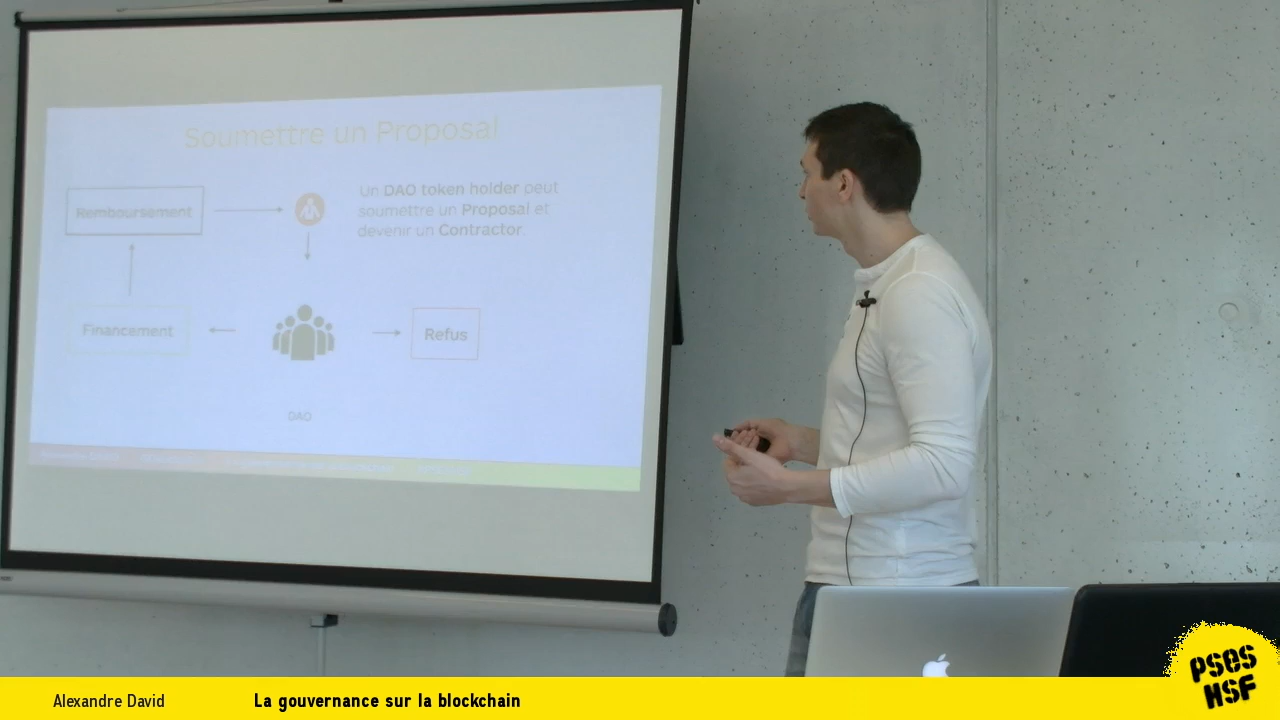 Soumettre un Proposal
Remboursement
Un DAO token holder peut
soumettre un Proposal et
devenir un Contractor.
Financement
Refus
DAO
Alexandre David
La gouvernance sur la blockchain
PSES
HSF